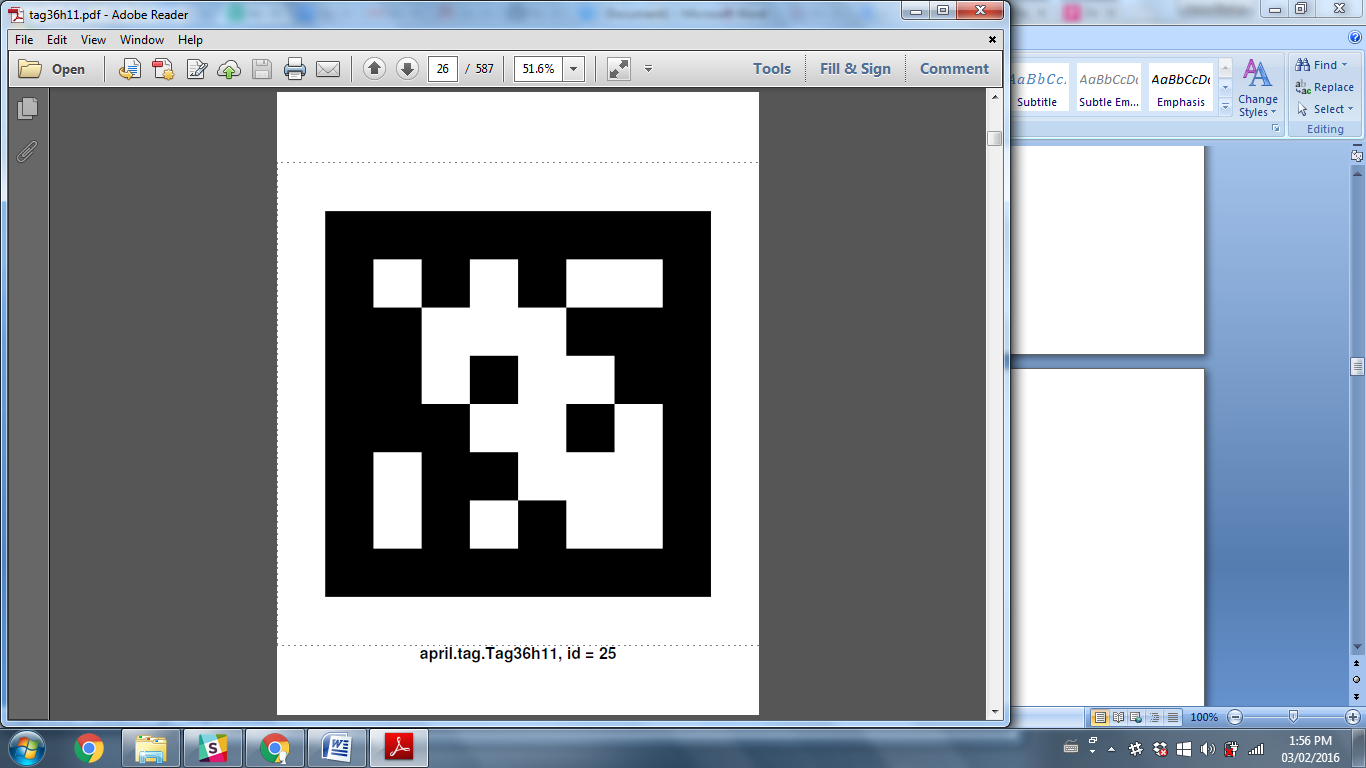 tag36h11.pdf - Adobe Reader
File Edit View Window Help
Open 26 / 587 51.6% Tools Fill & Sign Comment
AaBbCc. AaBbCcDc AaBbCcDc
Subtitle Subtle Em... Emphasis
Change Styles
Find
Replace
Select
Editing
april.tag.Tag36h11, id = 25
100%
1:56 PM
03/02/2016